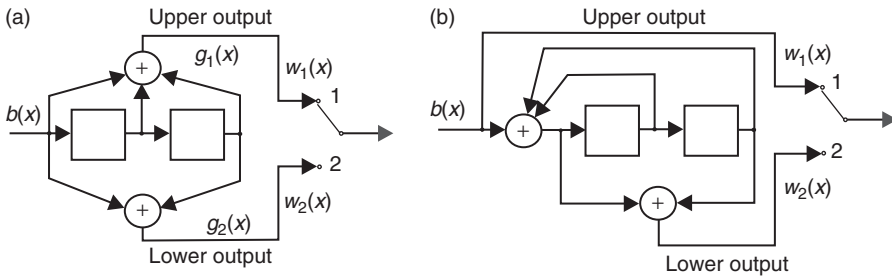 (a)
Upper output
g₁(x)
w₁(x)
+
1
b(x)
2
w₂(x)
+
g₂(x)
Lower output
(b)
Upper output
w₁(x)
1
b(x)
+
2
w₂(x)
+
Lower output